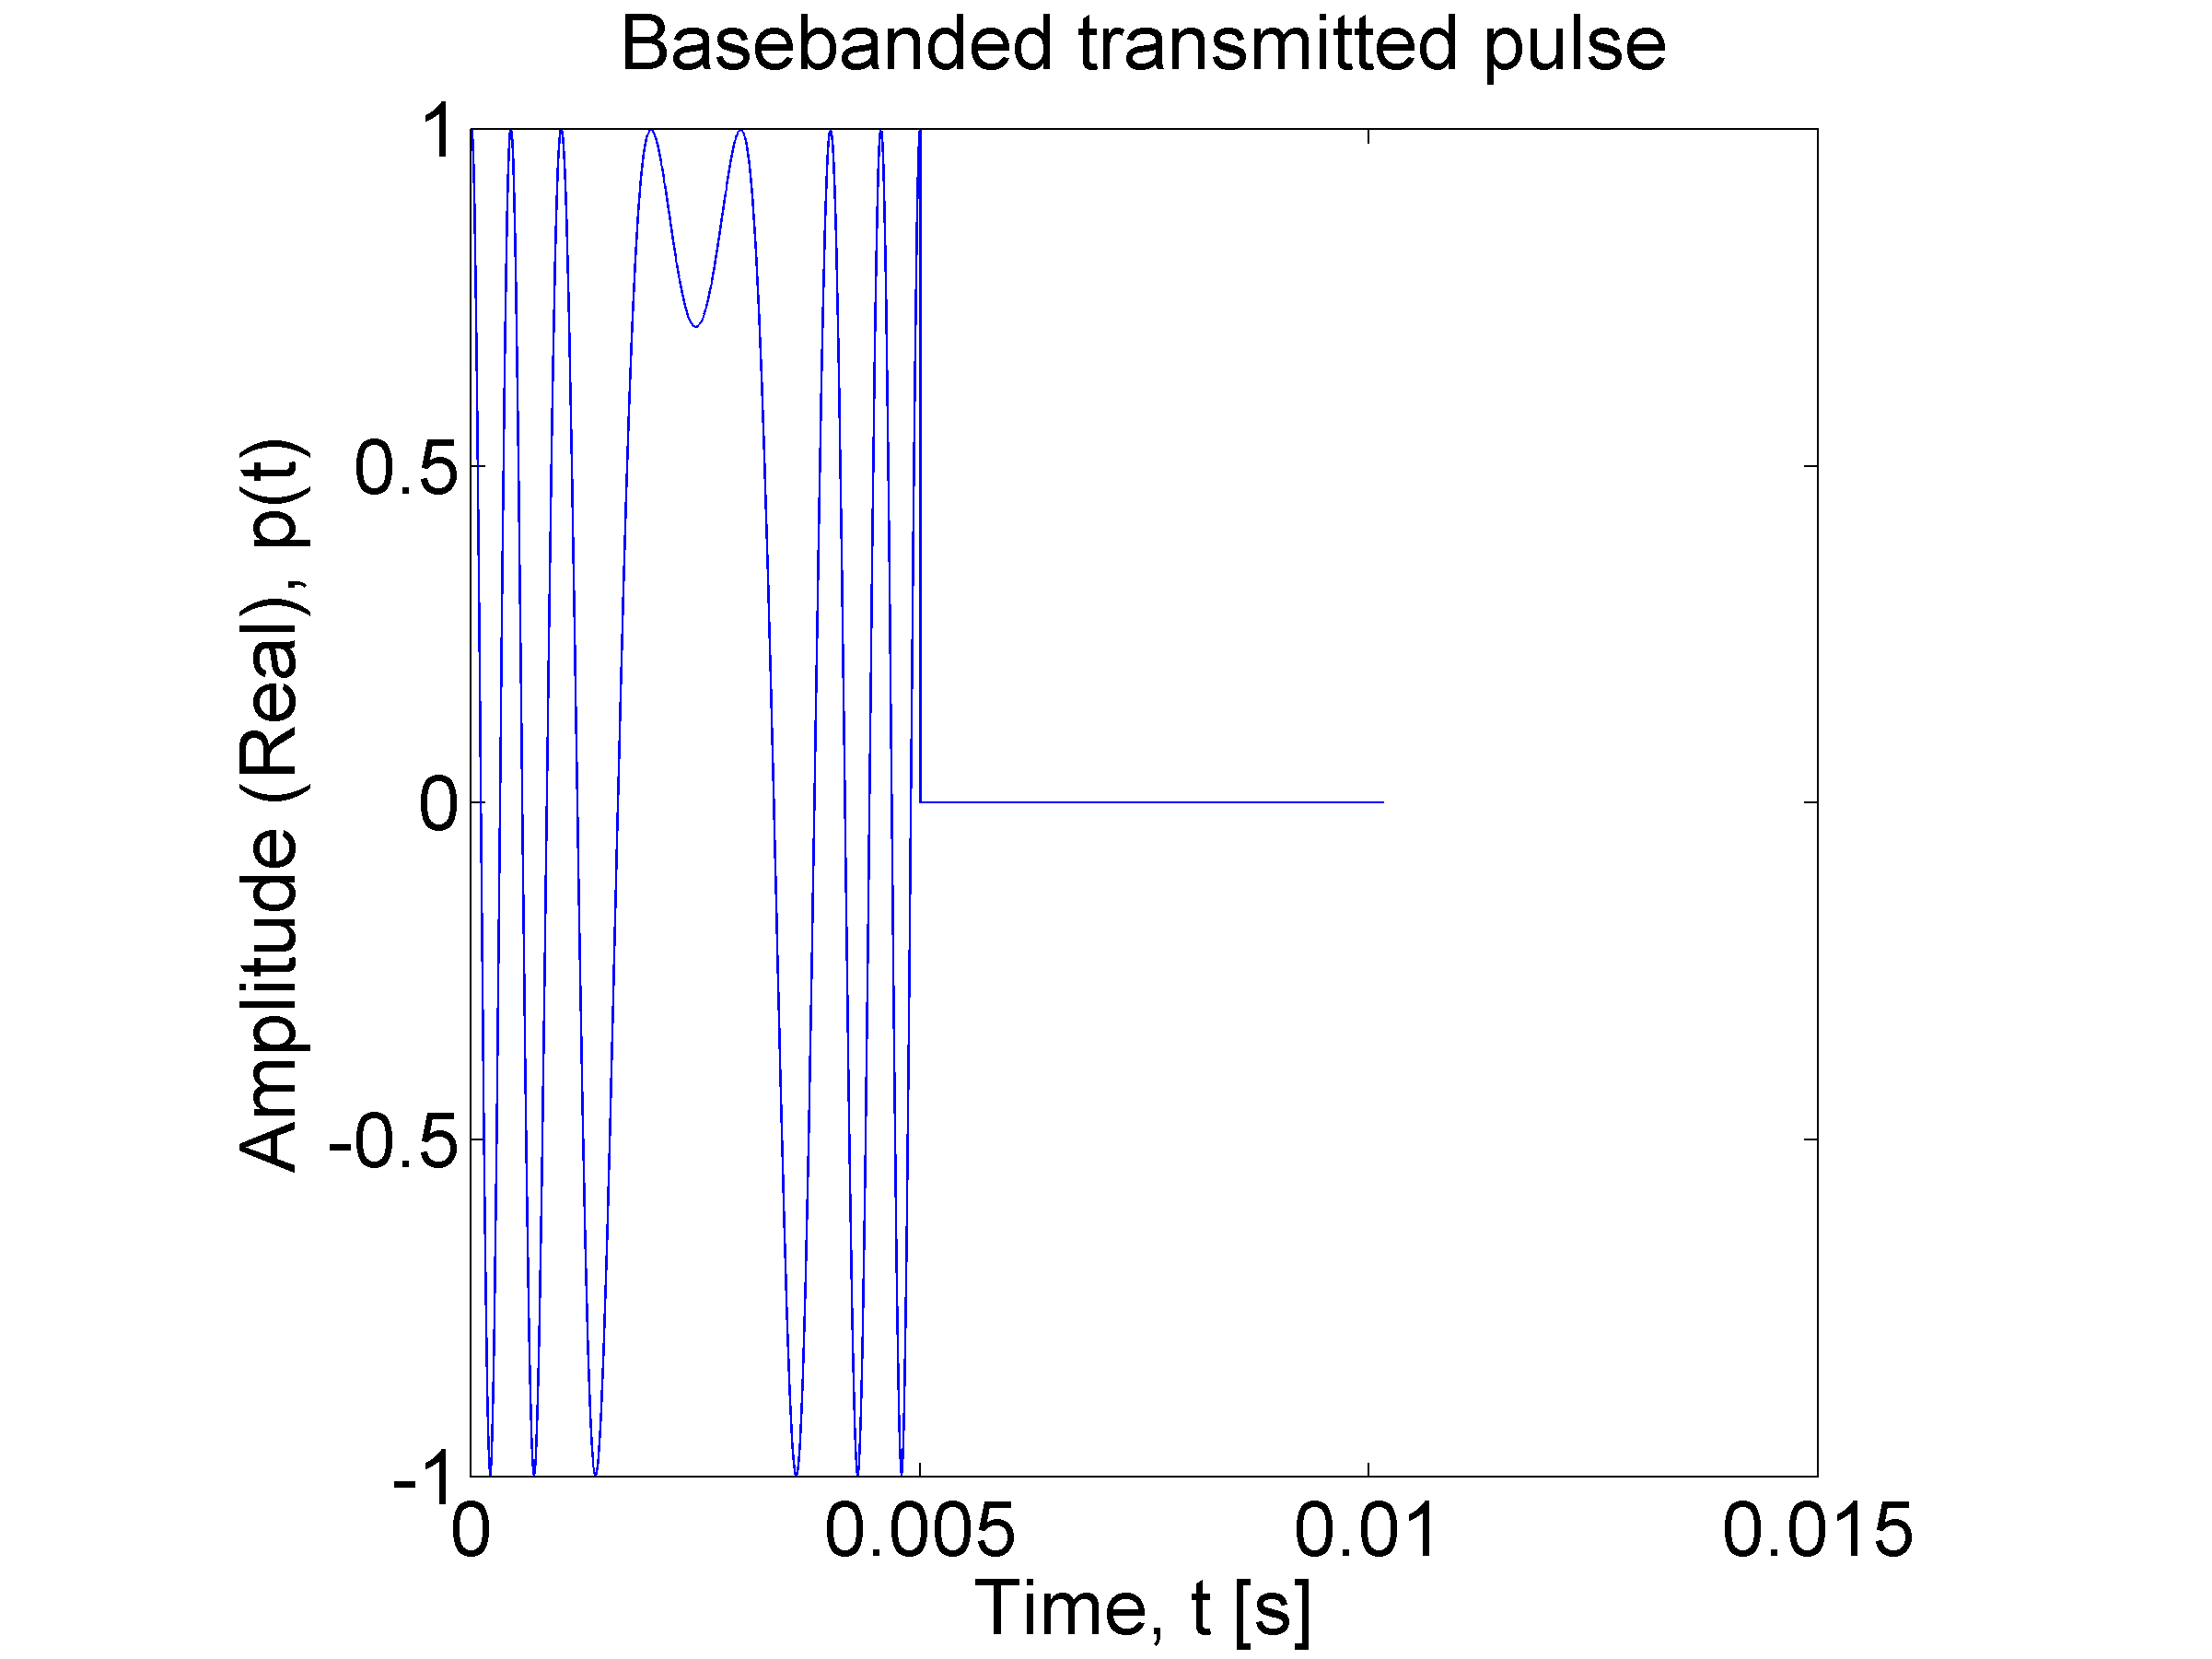 Basebanded transmitted pulse
1
0.5
0
-0.5
-1
Amplitude (Real), p(t)
0 0.005 0.01 0.015
Time, t [s]